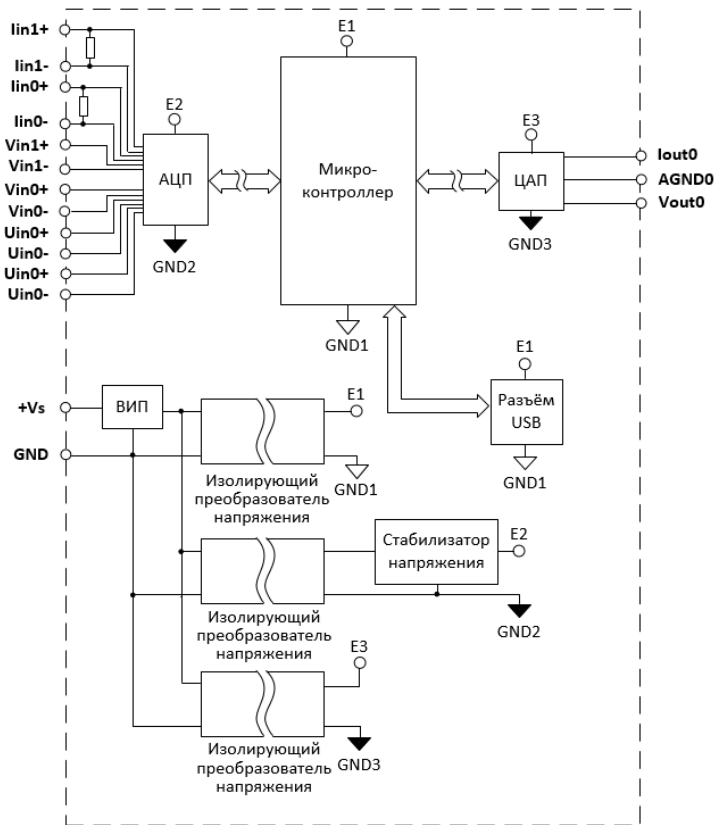 Iin1+
Iin1-
Iin0+
Iin0-
Vin1+
Vin1-
Vin0+
Vin0-
Uin0+
Uin0-
Uin0+
Uin0-
E2
АЦП
GND2
E1
Микро-
контроллер
GND1
E3
ЦАП
GND3
Iout0
AGND0
Vout0
E1
Разъём
USB
GND1
+Vs
GND
ВИП
E1
GND1
Изолирующий
преобразователь
напряжения
Стабилизатор
напряжения
E2
GND2
Изолирующий
преобразователь
напряжения
E3
GND3
Изолирующий
преобразователь
напряжения